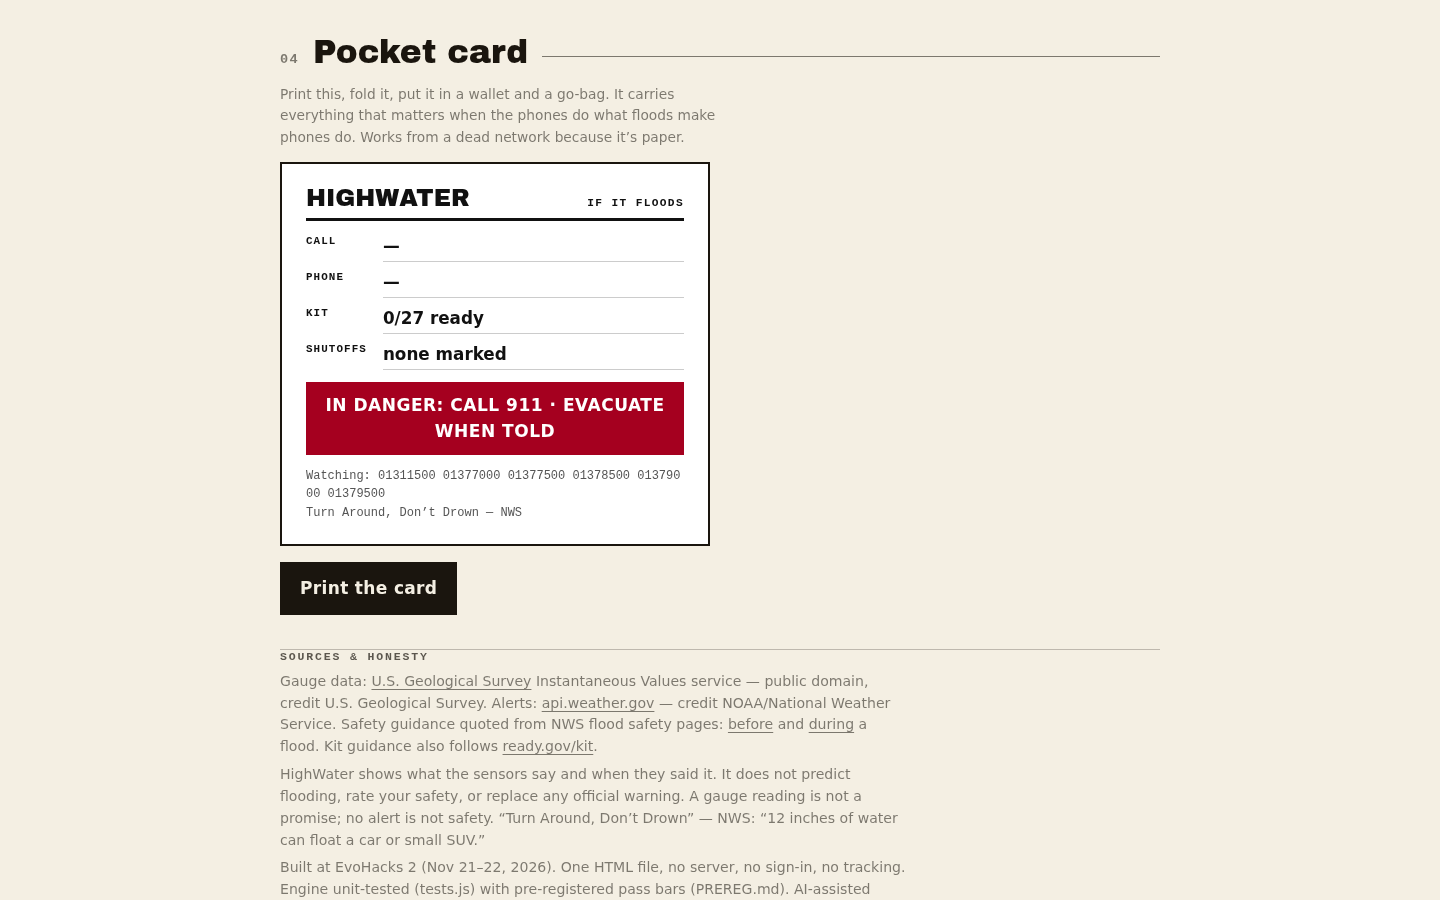 04 Pocket card
Print this, fold it, put it in a wallet and a go-bag. It carries
everything that matters when the phones do what floods make
phones do. Works from a dead network because it’s paper.
HIGHWATER IF IT FLOODS
CALL —
PHONE —
KIT 0/27 ready
SHUTOFFS none marked
IN DANGER: CALL 911 · EVACUATE
WHEN TOLD
Watching: 01311500 01377000 01377500 01378500 013790
00 01379500
Turn Around, Don’t Drown — NWS
Print the card
SOURCES & HONESTY
Gauge data: U.S. Geological Survey Instantaneous Values service — public domain,
credit U.S. Geological Survey. Alerts: api.weather.gov — credit NOAA/National Weather
Service. Safety guidance quoted from NWS flood safety pages: before and during a
flood. Kit guidance also follows ready.gov/kit.
HighWater shows what the sensors say and when they said it. It does not predict
flooding, rate your safety, or replace any official warning. A gauge reading is not a
promise; no alert is not safety. “Turn Around, Don’t Drown” — NWS: “12 inches of water
can float a car or small SUV.”
Built at EvoHacks 2 (Nov 21–22, 2026). One HTML file, no server, no sign-in, no tracking.
Engine unit-tested (tests.js) with pre-registered pass bars (PREREG.md). AI-assisted